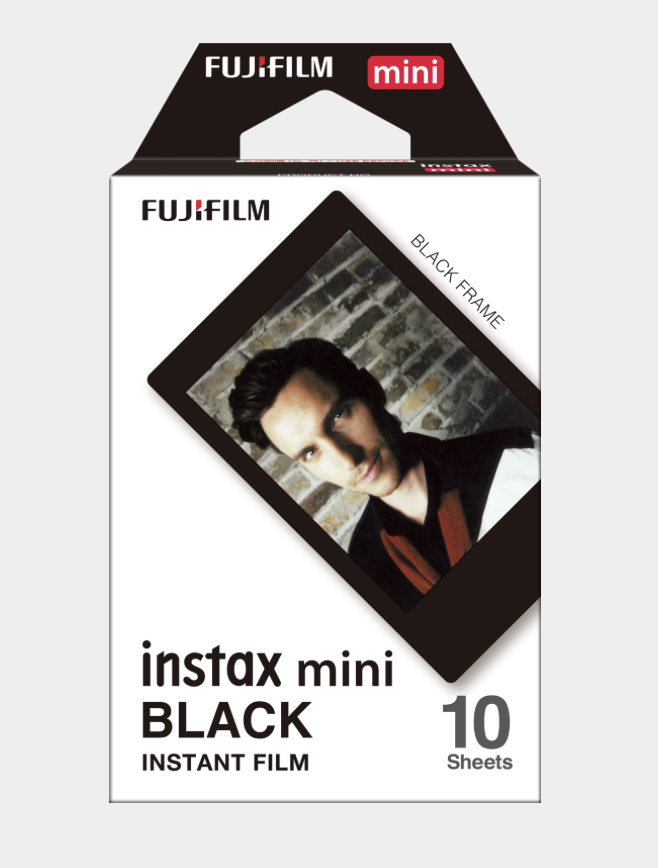 FUJIFILM
mini
instax
mini
FUJIFILM
BLACK FRAME
instax mini
BLACK
INSTANT FILM
10
Sheets